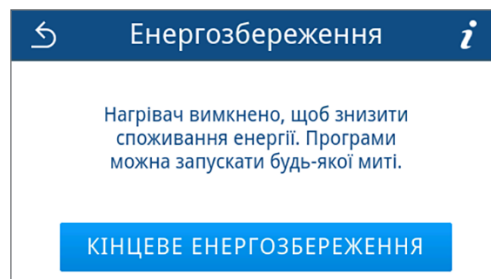 Енергозбереження
Нагрівач вимкнено, щоб знизити
споживання енергії. Програми
можна запускати будь-якої миті.
КІНЦЕВЕ ЕНЕРГОЗБЕРЕЖЕННЯ